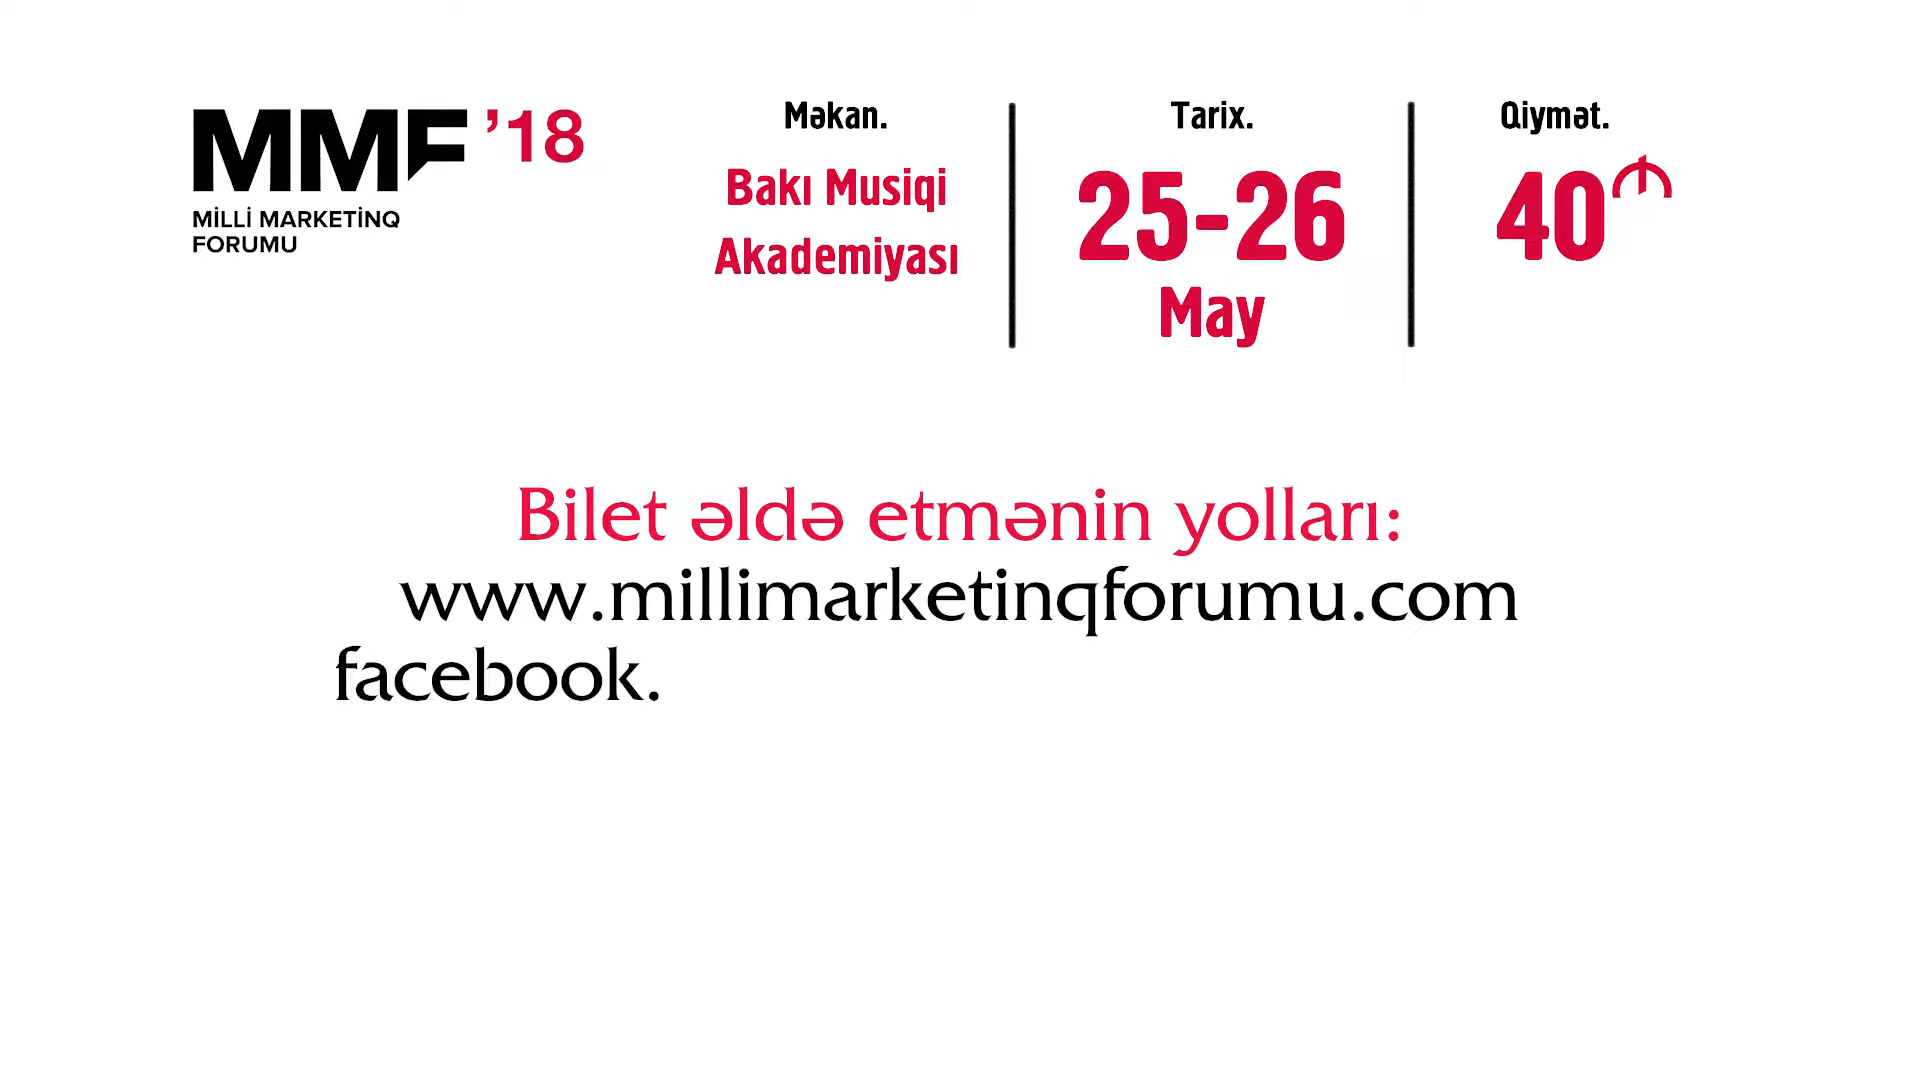 MMF '18
MİLLİ MARKETİNQ
FORUMU
Məkan.
Bakı Musiqi
Akademiyası
Tarix.
25-26
May
Qiymət.
40₼
Bilet əldə etmənin yolları:
www.millimarketinqforumu.com
facebook.